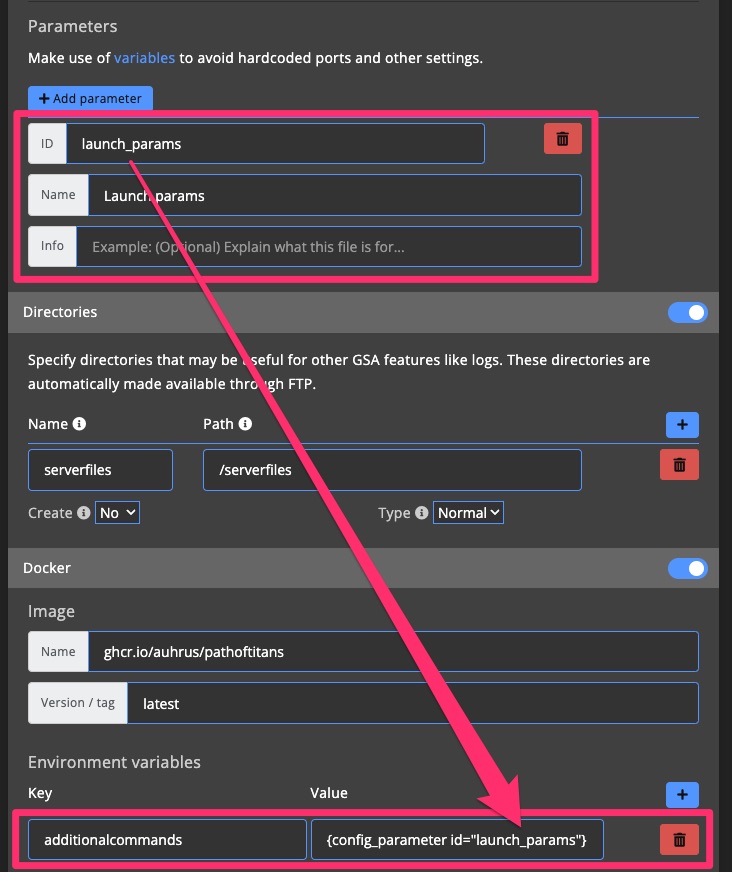 Parameters
Make use of variables to avoid hardcoded ports and other settings.
+ Add parameter
ID launch_params
Name Launch params
Info Example: (Optional) Explain what this file is for...
Directories
Specify directories that may be useful for other GSA features like logs. These directories are
automatically made available through FTP.
Name Path
serverfiles /serverfiles
Create No Type Normal
Docker
Image
Name ghcr.io/auhrus/pathoftitans
Version / tag latest
Environment variables
Key Value
additionalcommands {config_parameter id="launch_params"}